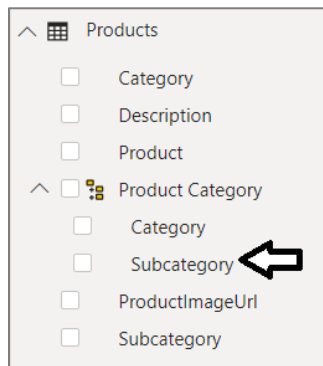 Products
Category
Description
Product
Product Category
Category
Subcategory
ProductImageUrl
Subcategory